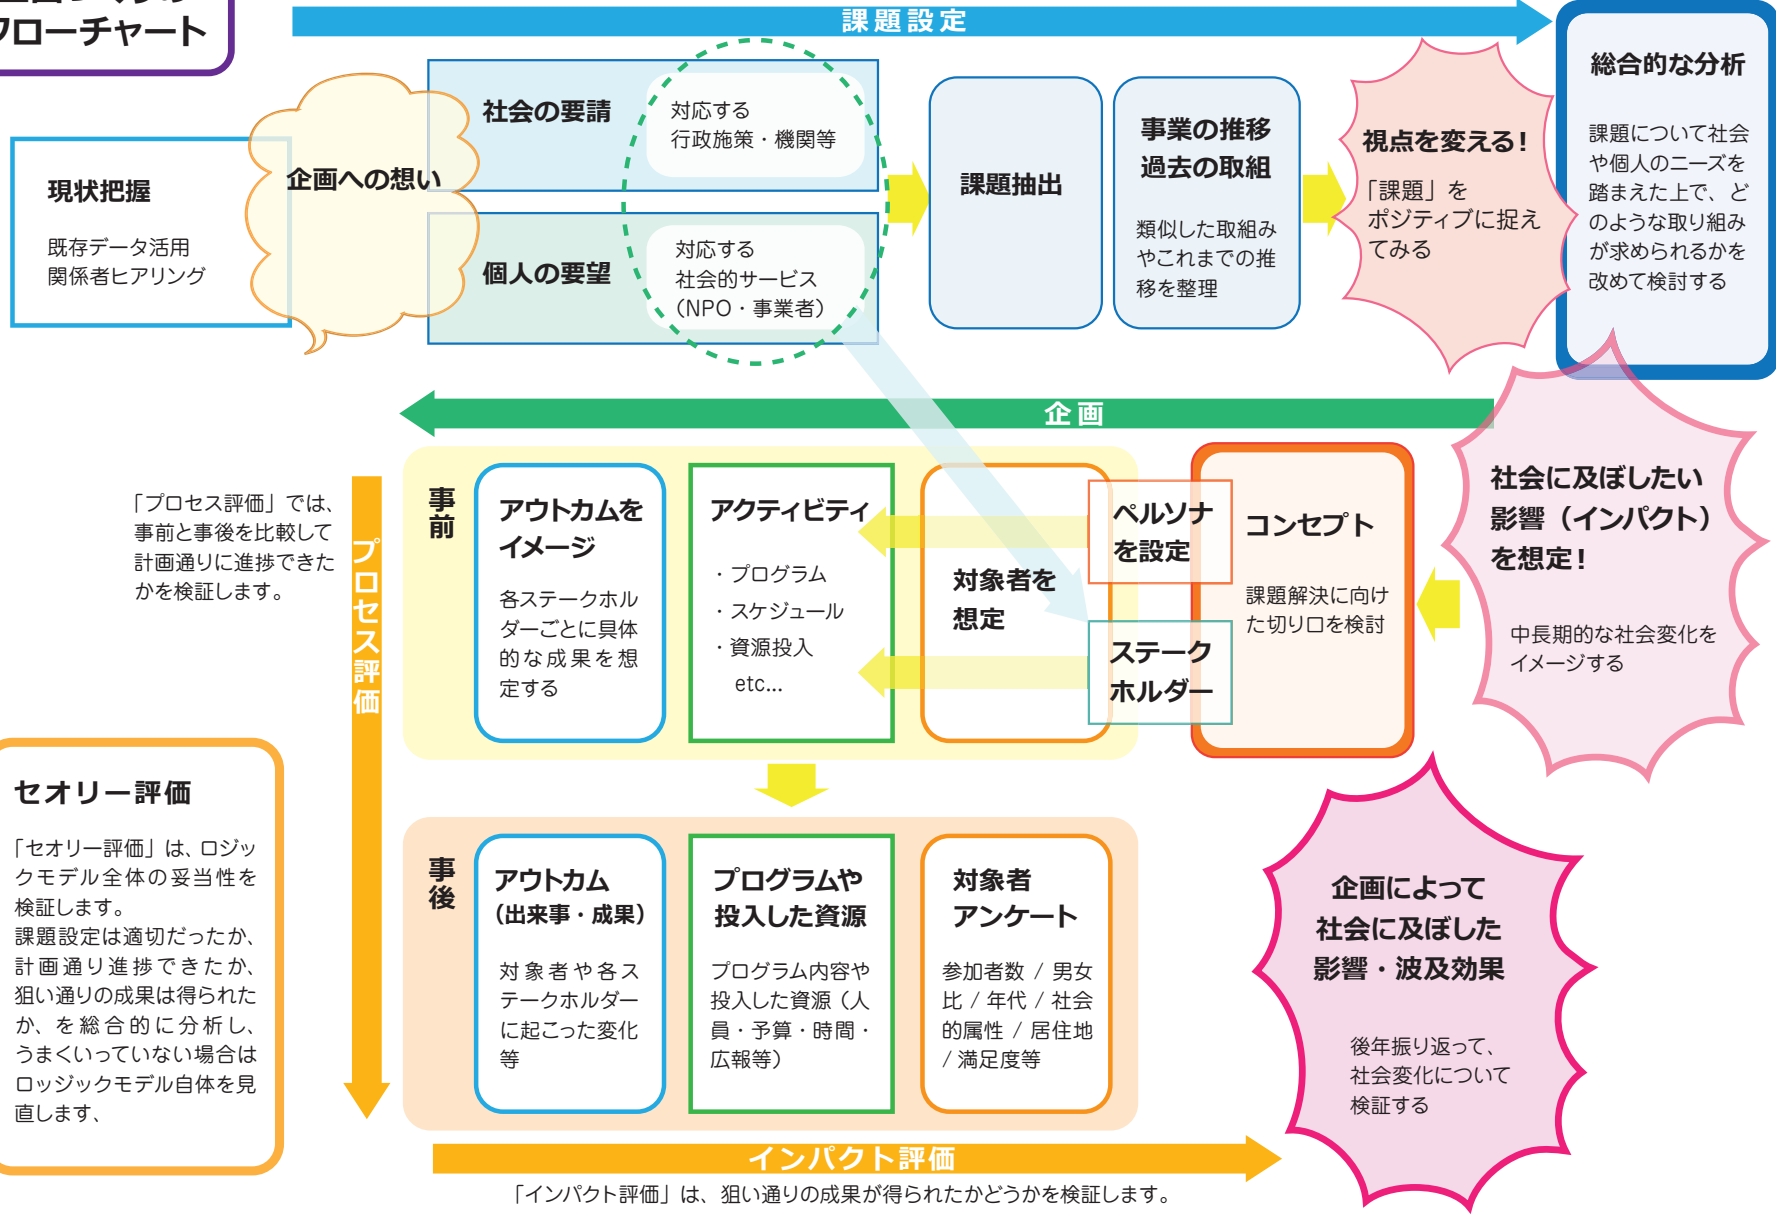 フローチャート
課題設定
現状把握
既存データ活用
関係者ヒアリング
企画への想い
社会の要請
対応する
行政施策・機関等
個人の要望
対応する
社会的サービス
（NPO・事業者）
課題抽出
事業の推移
過去の取組
類似した取組み
やこれまでの推
移を整理
視点を変える！
「課題」を
ポジティブに捉え
てみる
総合的な分析
課題について社会
や個人のニーズを
踏まえた上で、ど
のような取り組み
が求められるかを
改めて検討する
企画
社会に及ぼしたい
影響（インパクト）
を想定！
中長期的な社会変化を
イメージする
コンセプト
課題解決に向け
た切り口を検討
ペルソナ
を設定
ステーク
ホルダー
対象者を
想定
アクティビティ
・プログラム
・スケジュール
・資源投入
etc...
アウトカムを
イメージ
各ステークホル
ダーごとに具体
的な成果を想
定する
事前
「プロセス評価」では、
事前と事後を比較して
計画通りに進捗できた
かを検証します。
プロセス評価
セオリー評価
「セオリー評価」は、ロジッ
クモデル全体の妥当性を
検証します。
課題設定は適切だったか、
計画通り進捗できたか、
狙い通りの成果は得られた
か、を総合的に分析し、
うまくいっていない場合は
ロッジックモデル自体を見
直します、
事後
アウトカム
（出来事・成果）
対象者や各ス
テークホルダー
に起こった変化
等
プログラムや
投入した資源
プログラム内容や
投入した資源（人
員・予算・時間・
広報等）
対象者
アンケート
参加者数 / 男女
比 / 年代 / 社会
的属性 / 居住地
/ 満足度等
企画によって
社会に及ぼした
影響・波及効果
後年振り返って、
社会変化について
検証する
インパクト評価
「インパクト評価」は、狙い通りの成果が得られたかどうかを検証します。